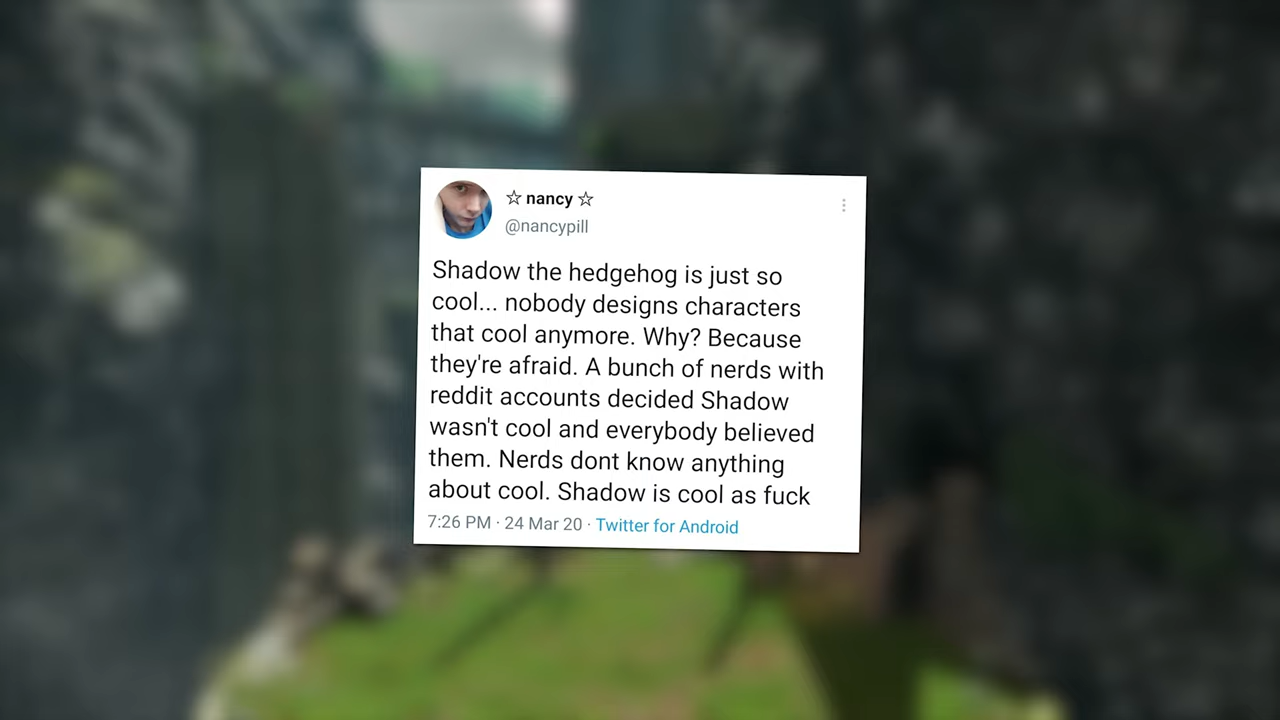 ☆ nancy ☆
@nancypill
Shadow the hedgehog is just so
cool... nobody designs characters
that cool anymore. Why? Because
they're afraid. A bunch of nerds with
reddit accounts decided Shadow
wasn't cool and everybody believed
them. Nerds dont know anything
about cool. Shadow is cool as fuck
7:26 PM · 24 Mar 20 · Twitter for Android